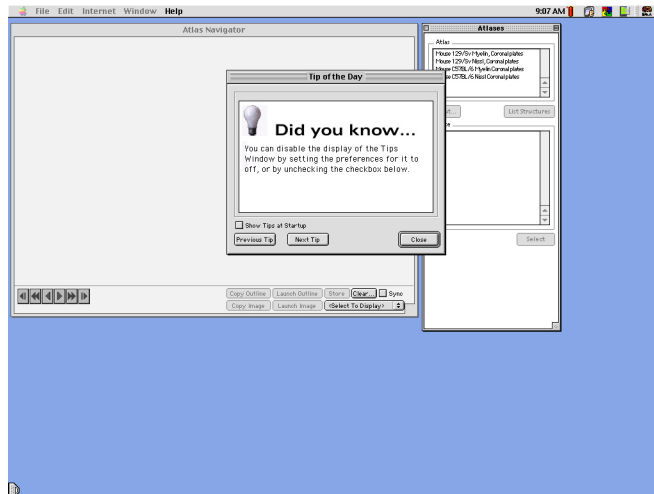 File Edit Internet Window Help 9:07 AM
Atlas Navigator
Atlases
Atlas
Mouse 129/Sv Myelin, Coronal plates
Mouse 129/Sv Nissl, Coronal plates
Mouse C57BL/6 Myelin Coronal plates
C57BL/6 Nissl Coronal plates
Tip of the Day
List Structures
Did you know...
You can disable the display of the Tips
Window by setting the preferences for it to
off, or by unchecking the checkbox below.
Show Tips at Startup
Previous Tip Next Tip Close
Select
Copy Outline Launch Outline Store Clear... Sync
Copy Image Launch Image <Select To Display>